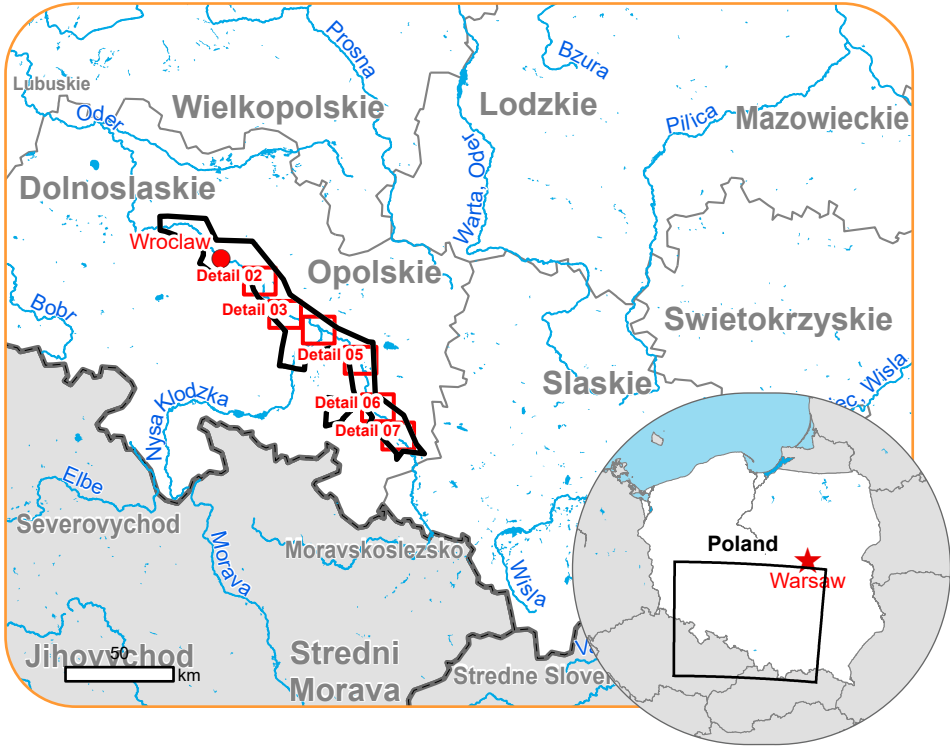 Prosna
Bzura
Lubuskie
Wielkopolskie
Lodzkie
Oder
Pilica
Mazowieckie
Warta, Oder
Dolnoslaskie
Wroclaw
Detail 02
Opolskie
Bobr
Detail 03
Swietokrzyskie
Detail 05
Slaskie
ec, Wisla
Nysa Klodzka
Detail 06
Detail 07
Elbe
Severovychod
Morava
Moravskoslezsko
Wisla
Poland
Warsaw
Jihovychod
50
km
Stredni
Morava
Stredne Sloven